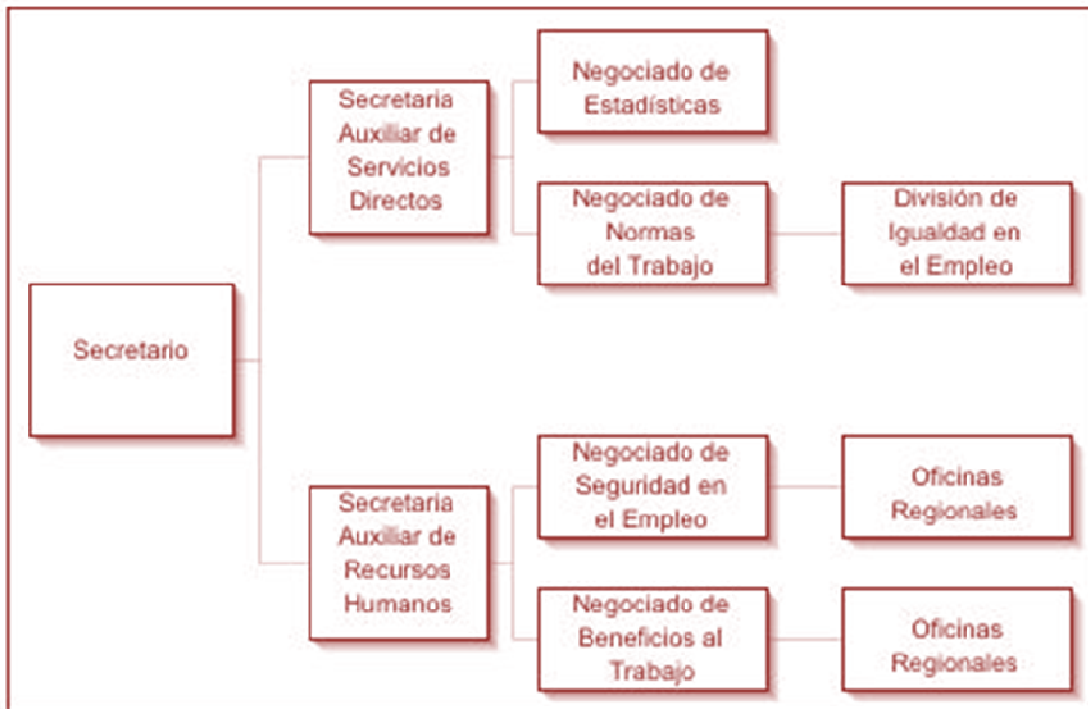 Secretario
Secretaria
Auxiliar de
Servicios
Directos
Negociado de
Estadísticas
Negociado de
Normas
del Trabajo
División de
Igualdad en
el Empleo
Secretaria
Auxiliar de
Recursos
Humanos
Negociado de
Seguridad en
el Empleo
Oficinas
Regionales
Negociado de
Beneficios al
Trabajo
Oficinas
Regionales